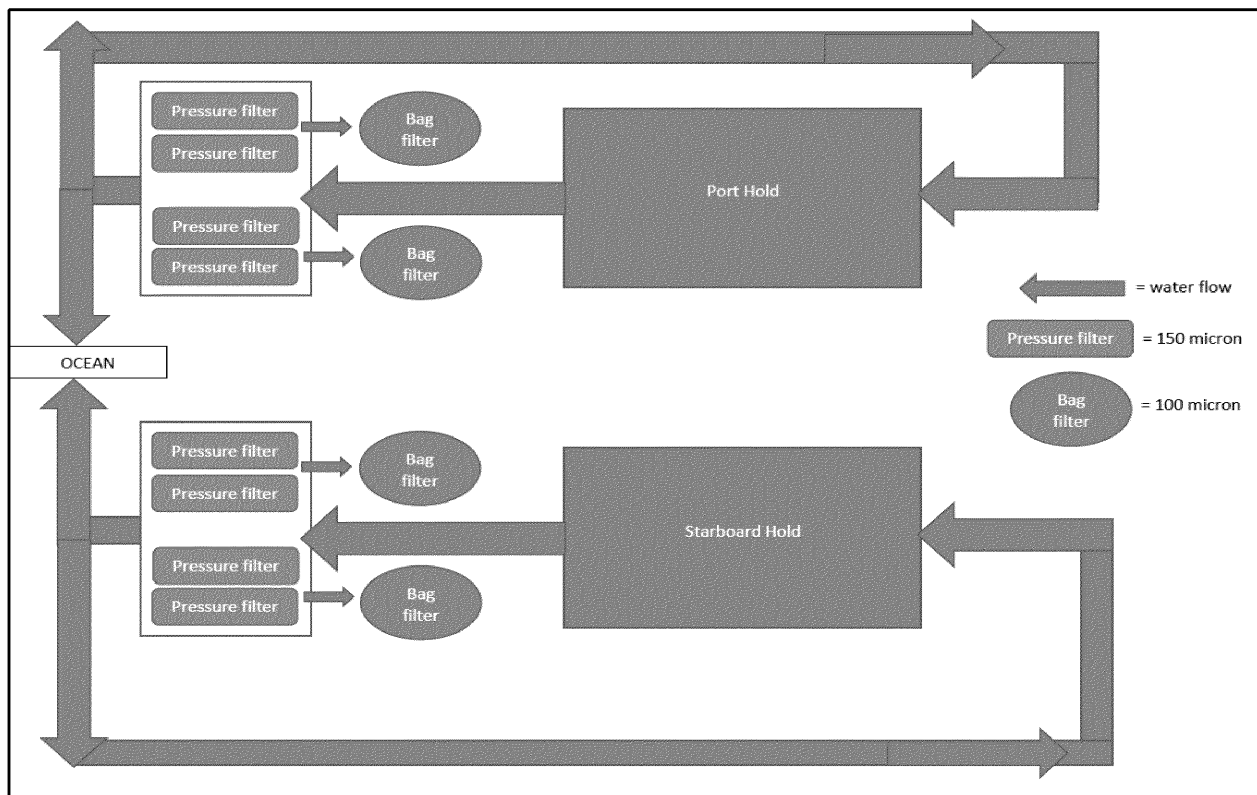 Pressure filter
Pressure filter
Bag
filter
Port Hold
Pressure filter
Pressure filter
Bag
filter
= water flow
Pressure filter = 150 micron
OCEAN
Bag
filter
= 100 micron
Pressure filter
Pressure filter
Bag
filter
Starboard Hold
Pressure filter
Pressure filter
Bag
filter